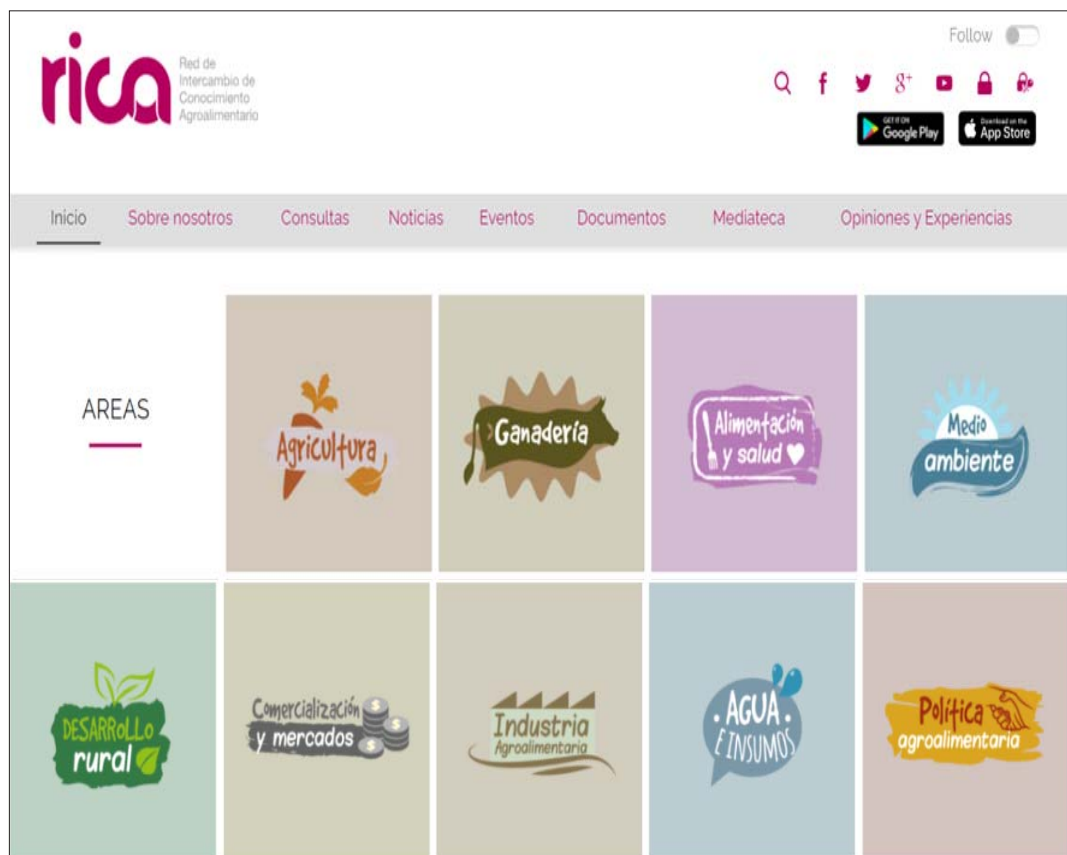 rica
Red de
Intercambio de
Conocimiento
Agroalimentario
Follow
GET IT ON
Google Play
Download on the
App Store
Inicio Sobre nosotros Consultas Noticias Eventos Documentos Mediateca Opiniones y Experiencias
AREAS
Agricultura
Ganadería
Alimentación
y salud
Medio
ambiente
DESARROLLO
rural
Comercialización
y mercados
Industria
Agroalimentaria
AGUA
E INSUMOS
Política
agroalimentaria